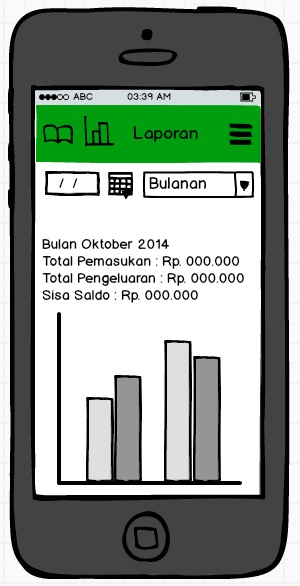 ABC 03:39 AM
Laporan
/ / Bulanan
Bulan Oktober 2014
Total Pemasukan : Rp. 000.000
Total Pengeluaran : Rp. 000.000
Sisa Saldo : Rp. 000.000